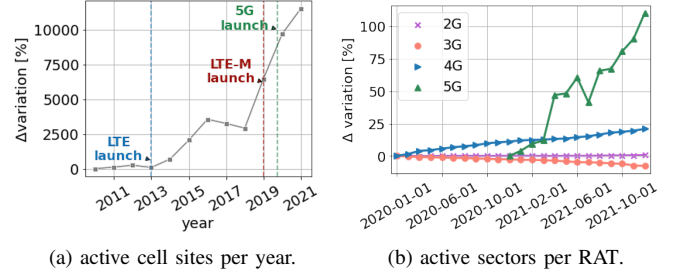 Δvariation [%]
10000
7500
5000
2500
0
5G
launch
LTE-M
launch
LTE
launch
2011
2013
2015
2017
2019
2021
year
(a) active cell sites per year.
Δ variation [%]
100
75
50
25
0
2G
3G
4G
5G
2020-01-01
2020-06-01
2020-10-01
2021-02-01
2021-06-01
2021-10-01
(b) active sectors per RAT.